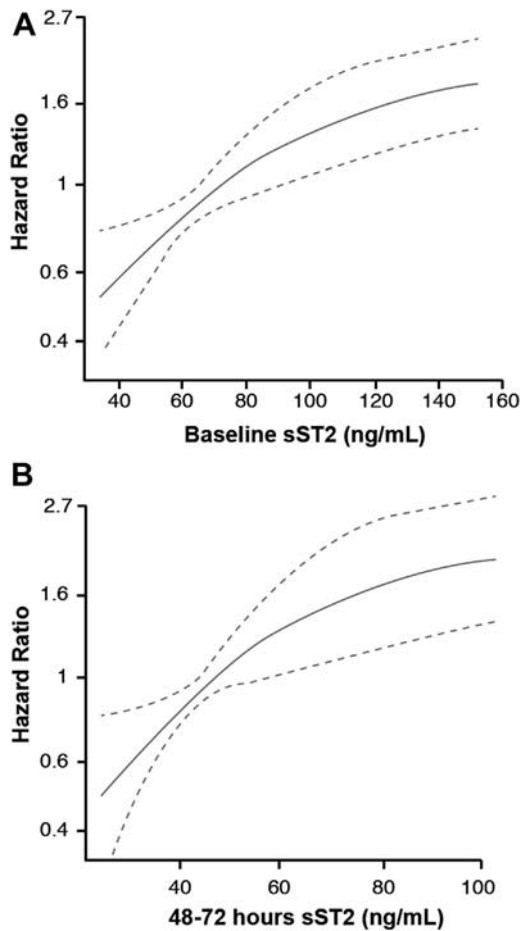 A
2.7
1.6
1
0.6
0.4
Hazard Ratio
40 60 80 100 120 140 160
Baseline sST2 (ng/mL)
B
2.7
1.6
1
0.6
0.4
Hazard Ratio
40 60 80 100
48-72 hours sST2 (ng/mL)